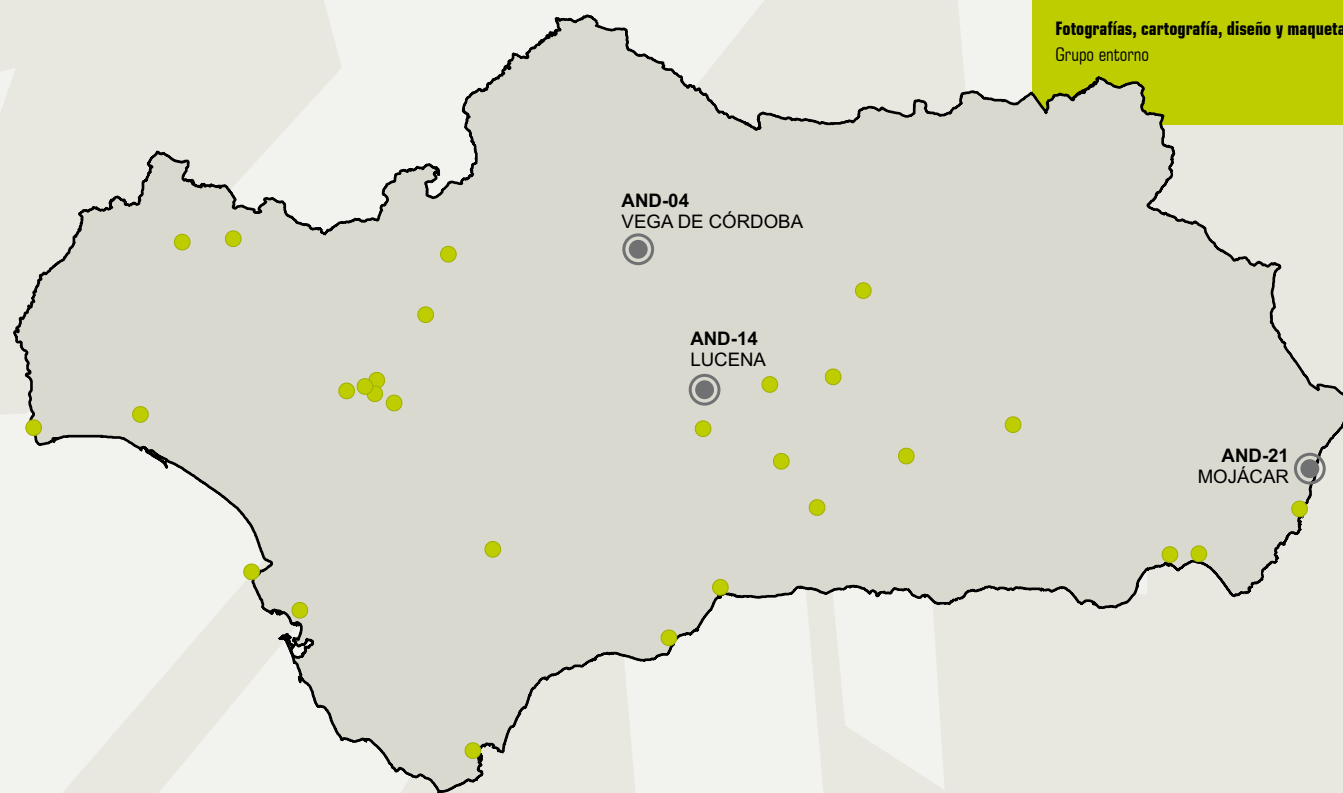 Fotografías, cartografía, diseño y maqueta
Grupo entorno
AND-04
VEGA DE CÓRDOBA
AND-14
LUCENA
AND-21
MOJÁCAR